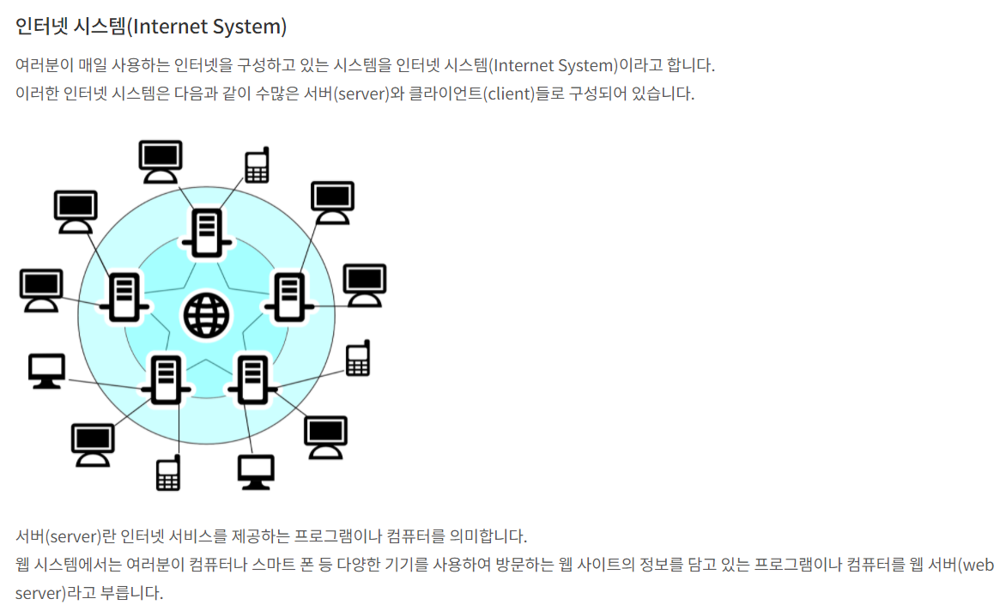 인터넷 시스템(Internet System)
여러분이 매일 사용하는 인터넷을 구성하고 있는 시스템을 인터넷 시스템(Internet System)이라고 합니다.
이러한 인터넷 시스템은 다음과 같이 수많은 서버(server)와 클라이언트(client)들로 구성되어 있습니다.
서버(server)란 인터넷 서비스를 제공하는 프로그램이나 컴퓨터를 의미합니다.
웹 시스템에서는 여러분이 컴퓨터나 스마트 폰 등 다양한 기기를 사용하여 방문하는 웹 사이트의 정보를 담고 있는 프로그램이나 컴퓨터를 웹 서버(web
server)라고 부릅니다.